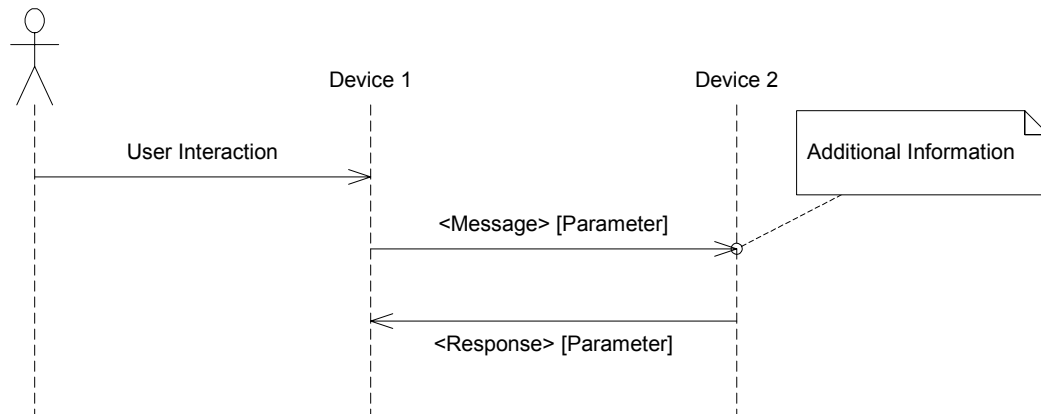 Device 1
Device 2
User Interaction
Additional Information
<Message> [Parameter]
<Response> [Parameter]